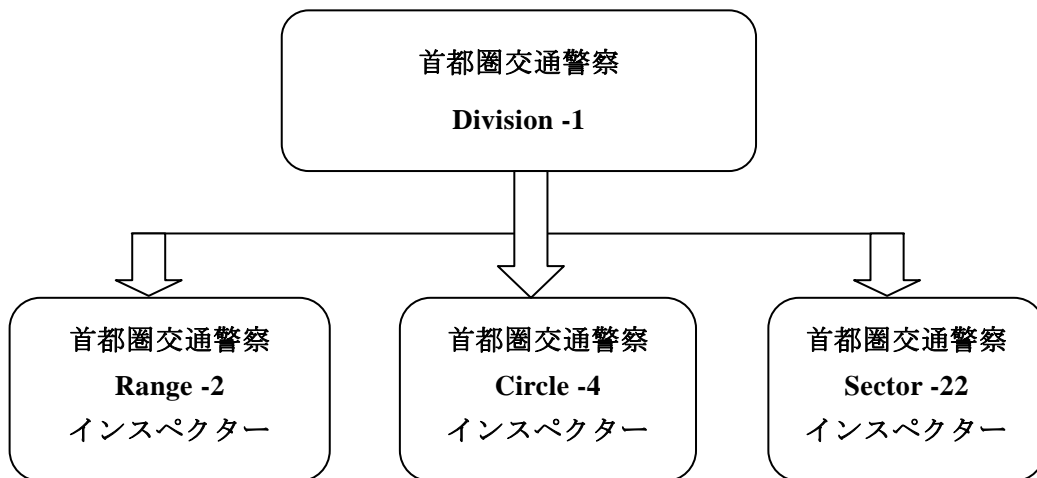 首都圏交通警察
Division -1
首都圏交通警察
Range -2
インスペクター
首都圏交通警察
Circle -4
インスペクター
首都圏交通警察
Sector -22
インスペクター